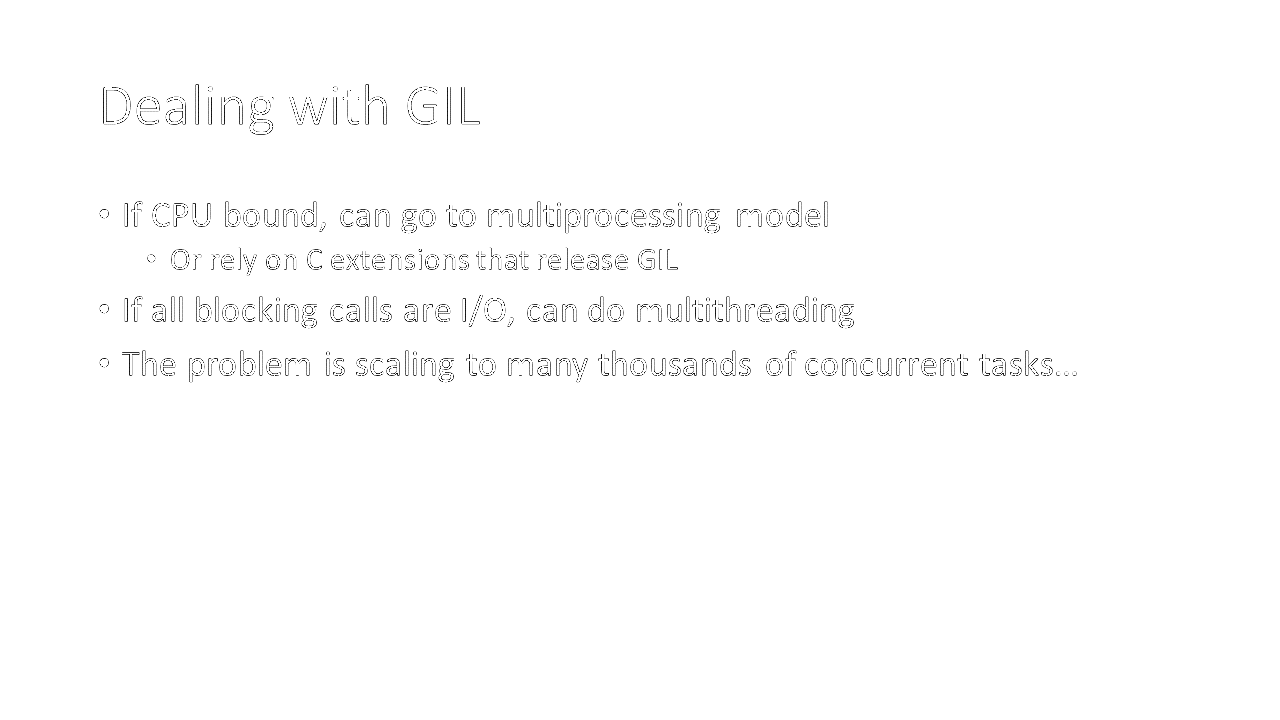 Dealing with GIL
• If CPU bound, can go to multiprocessing model
• Or rely on C extensions that release GIL
• If all blocking calls are I/O, can do multithreading
• The problem is scaling to many thousands of concurrent tasks...